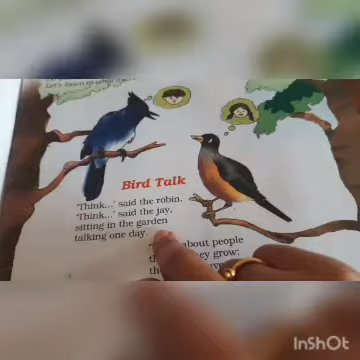 Bird Talk
'Think...' said the robin,
'Think...' said the jay,
sitting in the garden
talking one day.
about people
they grow;
InShOt